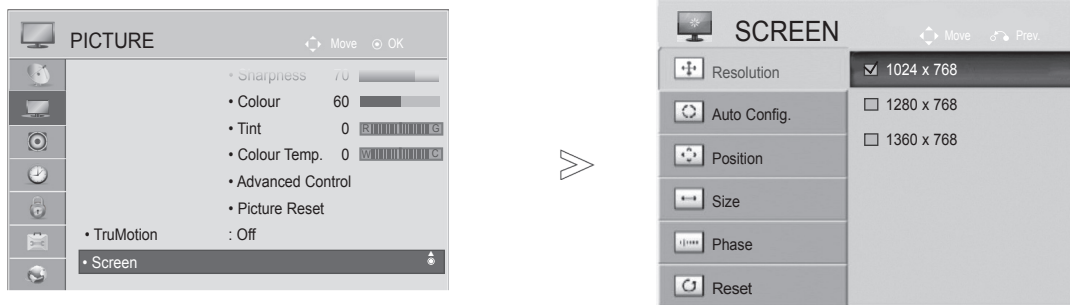 PICTURE
Move OK
• Sharpness 70
• Colour 60
• Tint 0 R G
• Colour Temp. 0 W C
• Advanced Control
• Picture Reset
• TruMotion : Off
• Screen
SCREEN
Move Prev.
Resolution
Auto Config.
Position
Size
Phase
Reset
1024 x 768
1280 x 768
1360 x 768